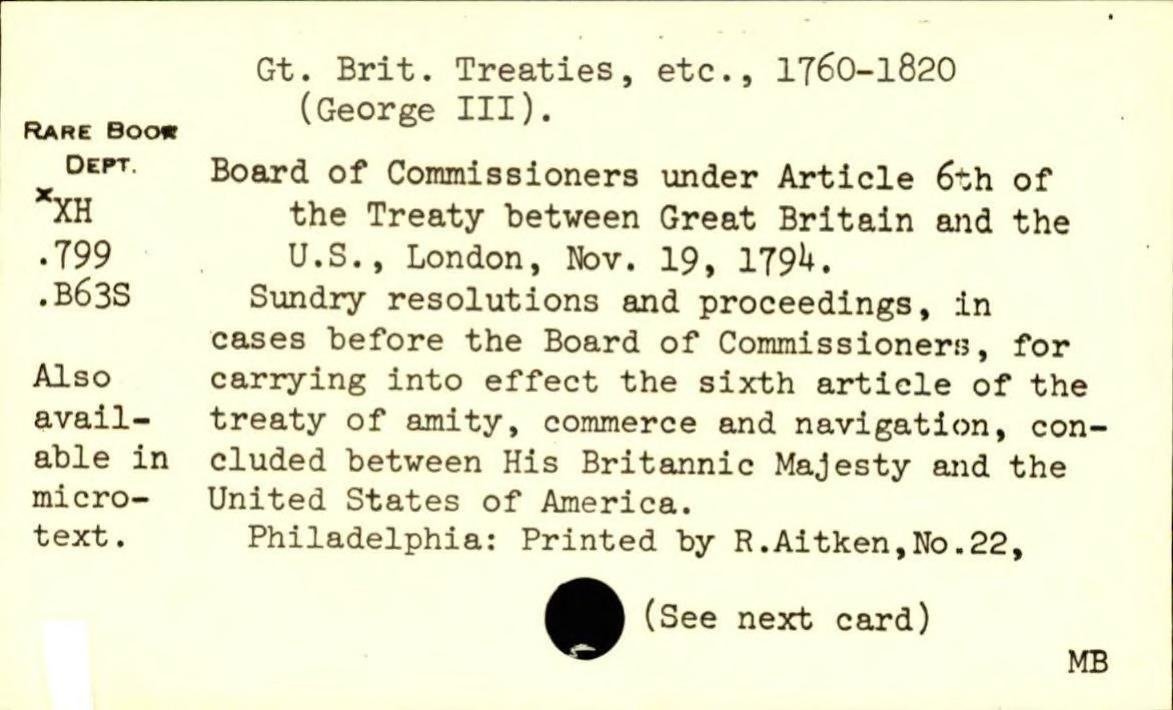 Gt. Brit. Treaties, etc., 1760-1820
(George III).
RARE BOOK
DEPT.
xXH
.799
.B63S
Also
avail-
able in
micro-
text.
Board of Commissioners under Article 6th of
the Treaty between Great Britain and the
U.S., London, Nov. 19, 1794.
Sundry resolutions and proceedings, in
cases before the Board of Commissioners, for
carrying into effect the sixth article of the
treaty of amity, commerce and navigation, con-
cluded between His Britannic Majesty and the
United States of America.
Philadelphia: Printed by R.Aitken,No.22,
(See next card)
MB